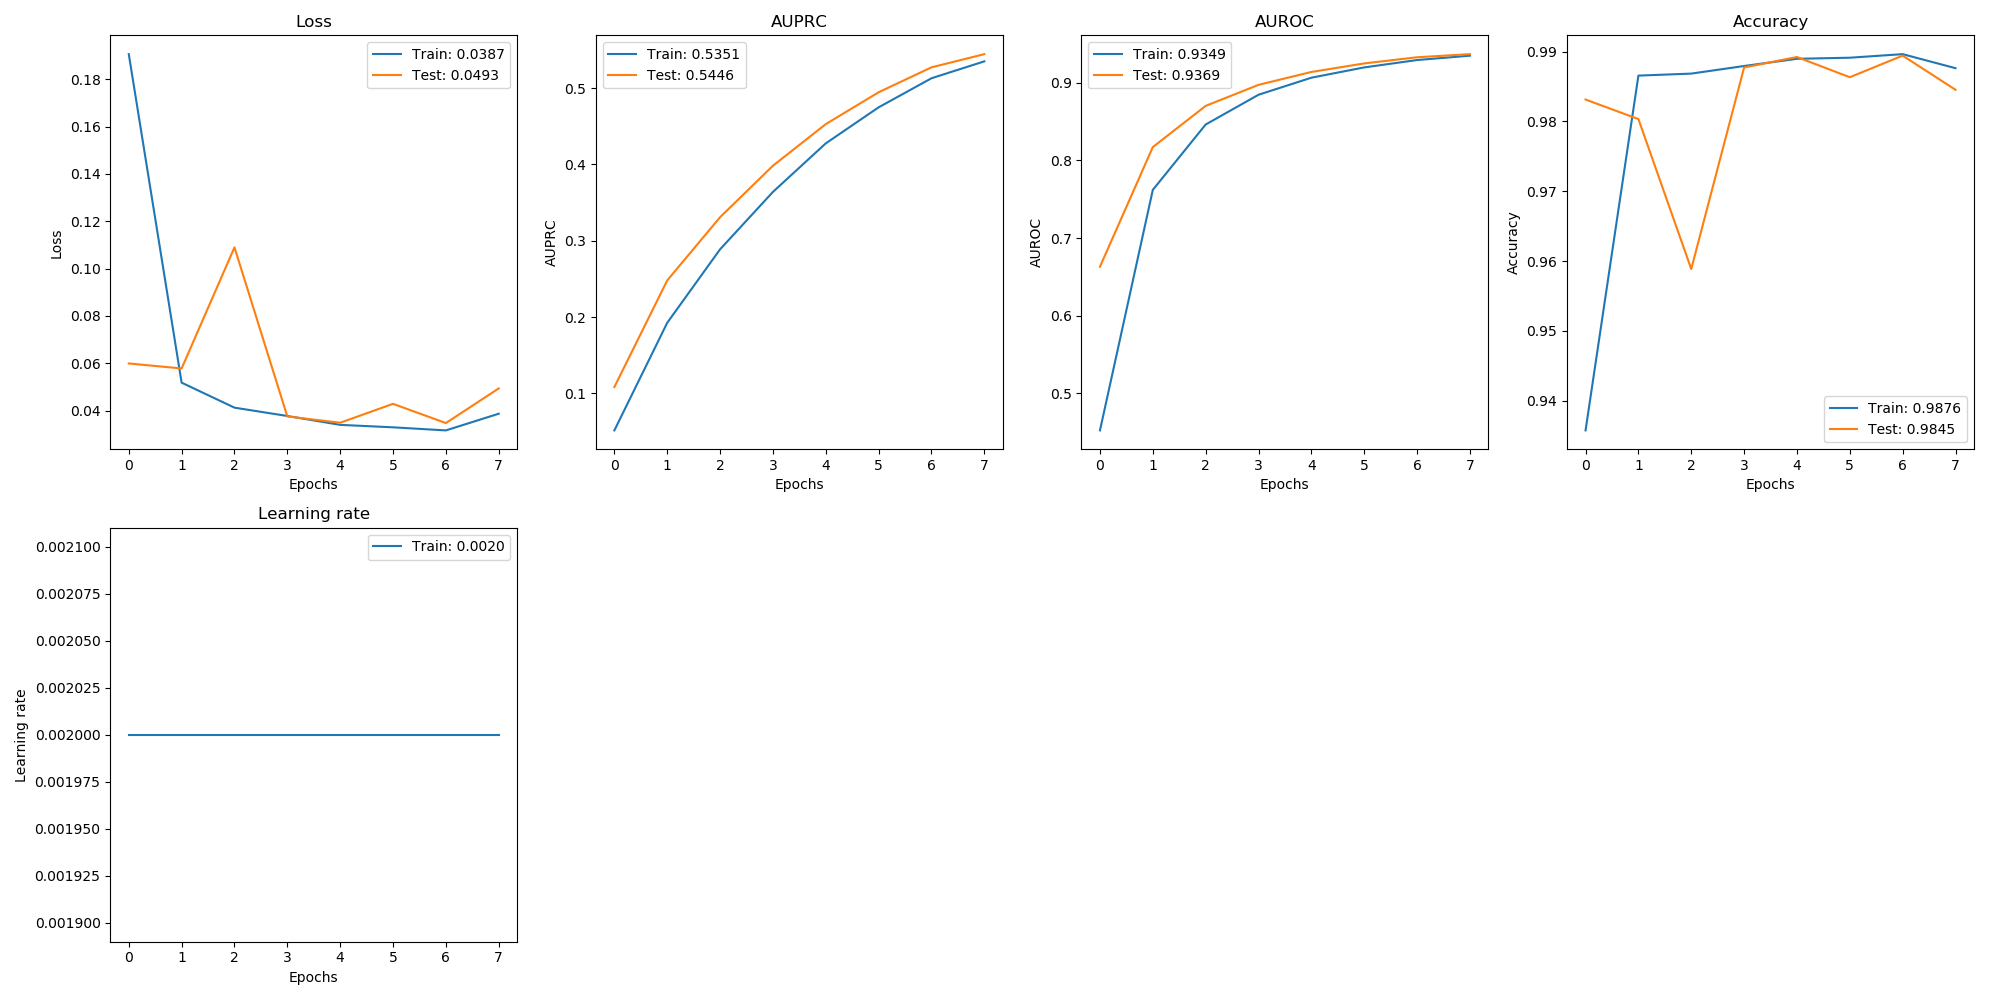 Loss
Train: 0.0387
Test: 0.0493
0.18
0.16
0.14
0.12
0.10
0.08
0.06
0.04
Loss
0 1 2 3 4 5 6 7
Epochs
AUPRC
Train: 0.5351
Test: 0.5446
0.5
0.4
0.3
0.2
0.1
AUPRC
0 1 2 3 4 5 6 7
Epochs
AUROC
Train: 0.9349
Test: 0.9369
0.9
0.8
0.7
0.6
0.5
AUROC
0 1 2 3 4 5 6 7
Epochs
Accuracy
0.99
0.98
0.97
0.96
0.95
0.94
Accuracy
Train: 0.9876
Test: 0.9845
0 1 2 3 4 5 6 7
Epochs
Learning rate
Train: 0.0020
0.002100
0.002075
0.002050
0.002025
0.002000
0.001975
0.001950
0.001925
0.001900
Learning rate
0 1 2 3 4 5 6 7
Epochs